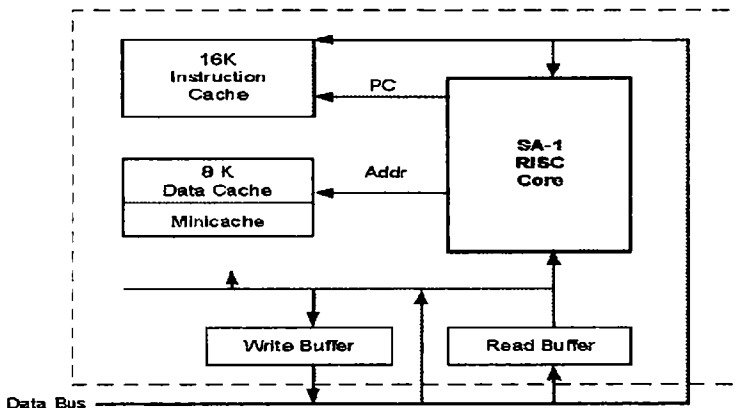 16K
Instruction
Cache
PC
SA-1
RISC
Core
8 K
Data Cache
Addr
Minicache
Write Buffer
Read Buffer
Data Bus